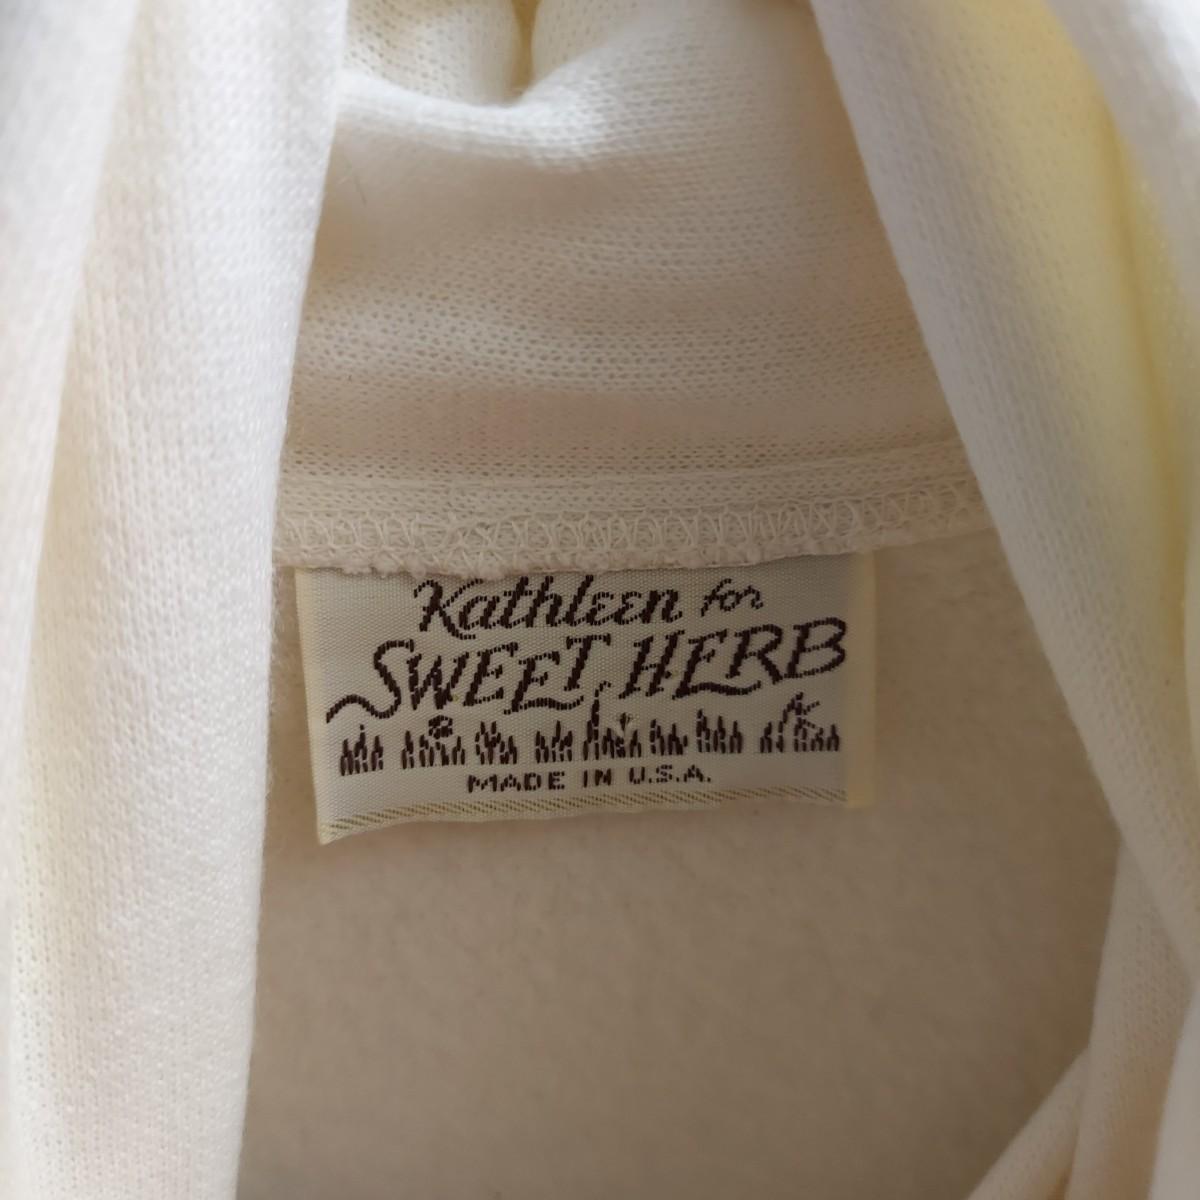 Kathleen for
SWEET HERB
MADE IN U.S.A.